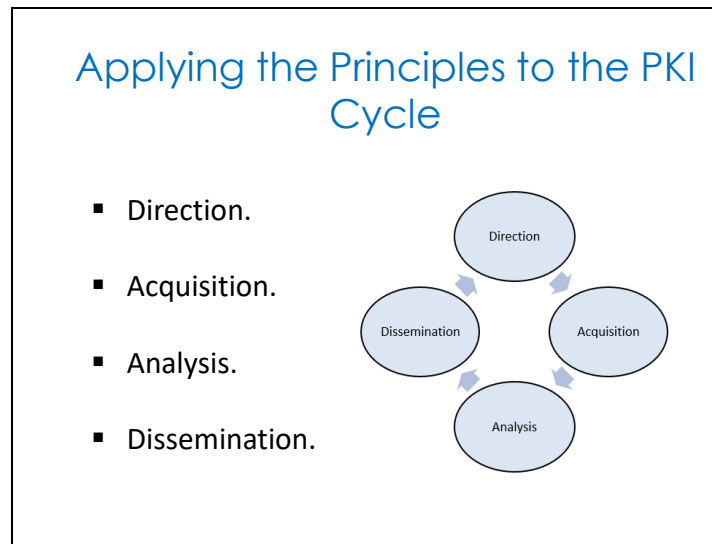 Applying the Principles to the PKI
Cycle
▪ Direction.
▪ Acquisition.
▪ Analysis.
▪ Dissemination.
Direction
Dissemination
Acquisition
Analysis